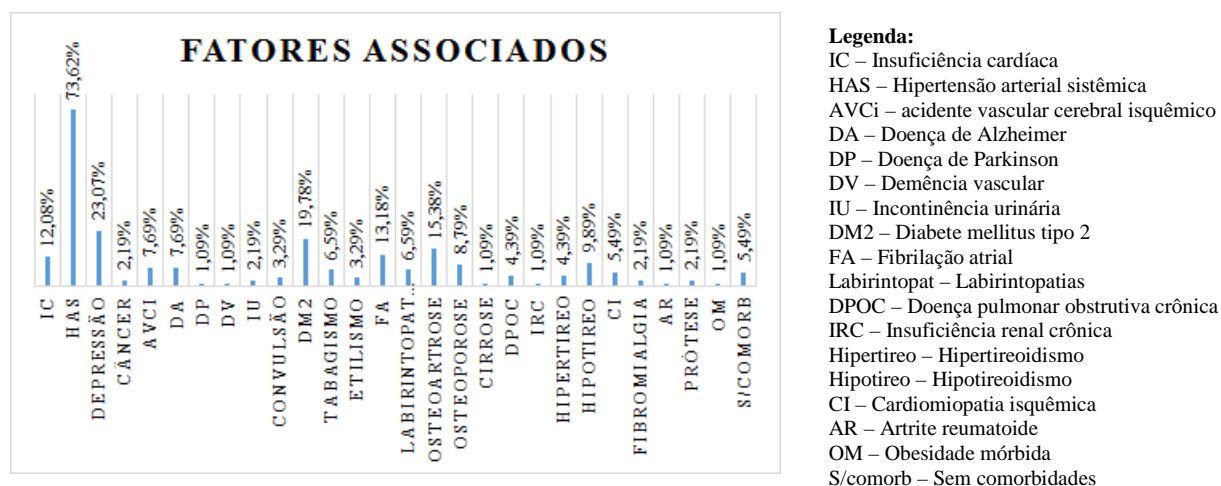 FATORES ASSOCIADOS
12,08%
73,62%
23,07%
2,19%
7,69%
7,69%
1,09%
1,09%
2,19%
3,29%
19,78%
6,59%
3,29%
13,18%
6,59%
15,38%
8,79%
1,09%
4,39%
1,09%
4,39%
9,89%
5,49%
2,19%
1,09%
2,19%
1,09%
5,49%
IC
HAS
DEPRESSÃO
CÂNCER
AVCI
DA
DP
DV
IU
CONVULSÃO
DM2
TABAGISMO
ETILISMO
FA
LABIRINTOPAT...
OSTEOARTROSE
OSTEOPOROSE
CIRROSE
DPOC
IRC
HIPERTIREO
HIPOTIREO
CI
FIBROMIALGIA
AR
PRÓTESE
OM
S/COMORB
Legenda:
IC – Insuficiência cardíaca
HAS – Hipertensão arterial sistêmica
AVCi – acidente vascular cerebral isquêmico
DA – Doença de Alzheimer
DP – Doença de Parkinson
DV – Demência vascular
IU – Incontinência urinária
DM2 – Diabete mellitus tipo 2
FA – Fibrilação atrial
Labirintopat – Labirintopatias
DPOC – Doença pulmonar obstrutiva crônica
IRC – Insuficiência renal crônica
Hipertireo – Hipertireoidismo
Hipotireo – Hipotireoidismo
CI – Cardiomiopatia isquêmica
AR – Artrite reumatoide
OM – Obesidade mórbida
S/comorb – Sem comorbidades